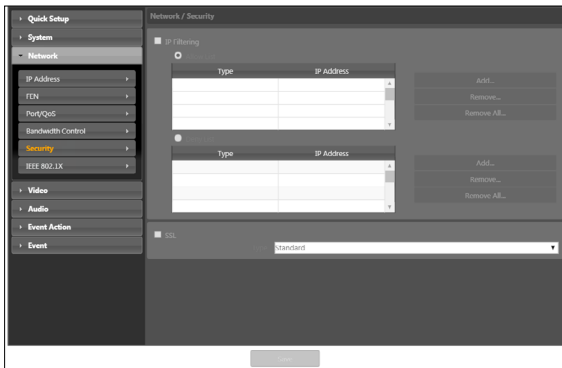 Quick Setup
Network / Security
System
IP Filtering
Network
Type IP Address
IP Address
Add...
FEN
Remove...
Port/QoS
Remove All...
Bandwidth Control
Security
IEEE 802.1X
Type IP Address
Add...
Video
Remove...
Audio
Remove All...
Event Action
SSL
Event
Standard
Save